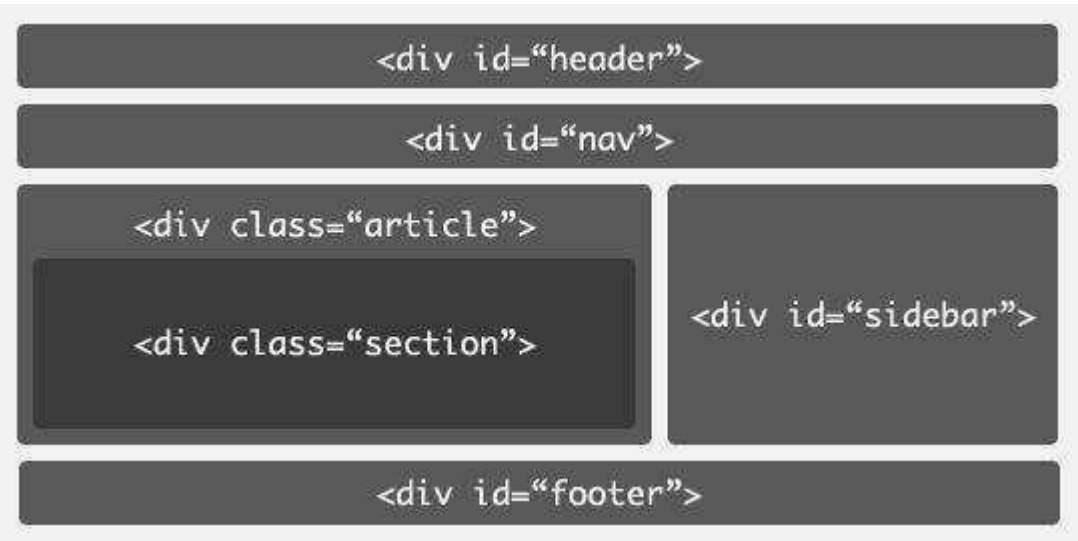 <div id=“header”>
<div id=“nav”>
<div class=“article”>
<div class=“section”>
<div id=“sidebar”>
<div id=“footer”>